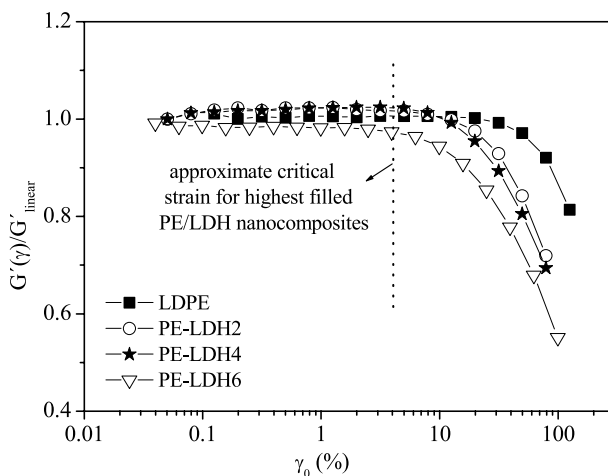 1.2
1.0
0.8
0.6
0.4
G′(γ)/G′linear
approximate critical
strain for highest filled
PE/LDH nanocomposites
LDPE
PE-LDH2
PE-LDH4
PE-LDH6
0.01 0.1 1 10 100
γ0 (%)